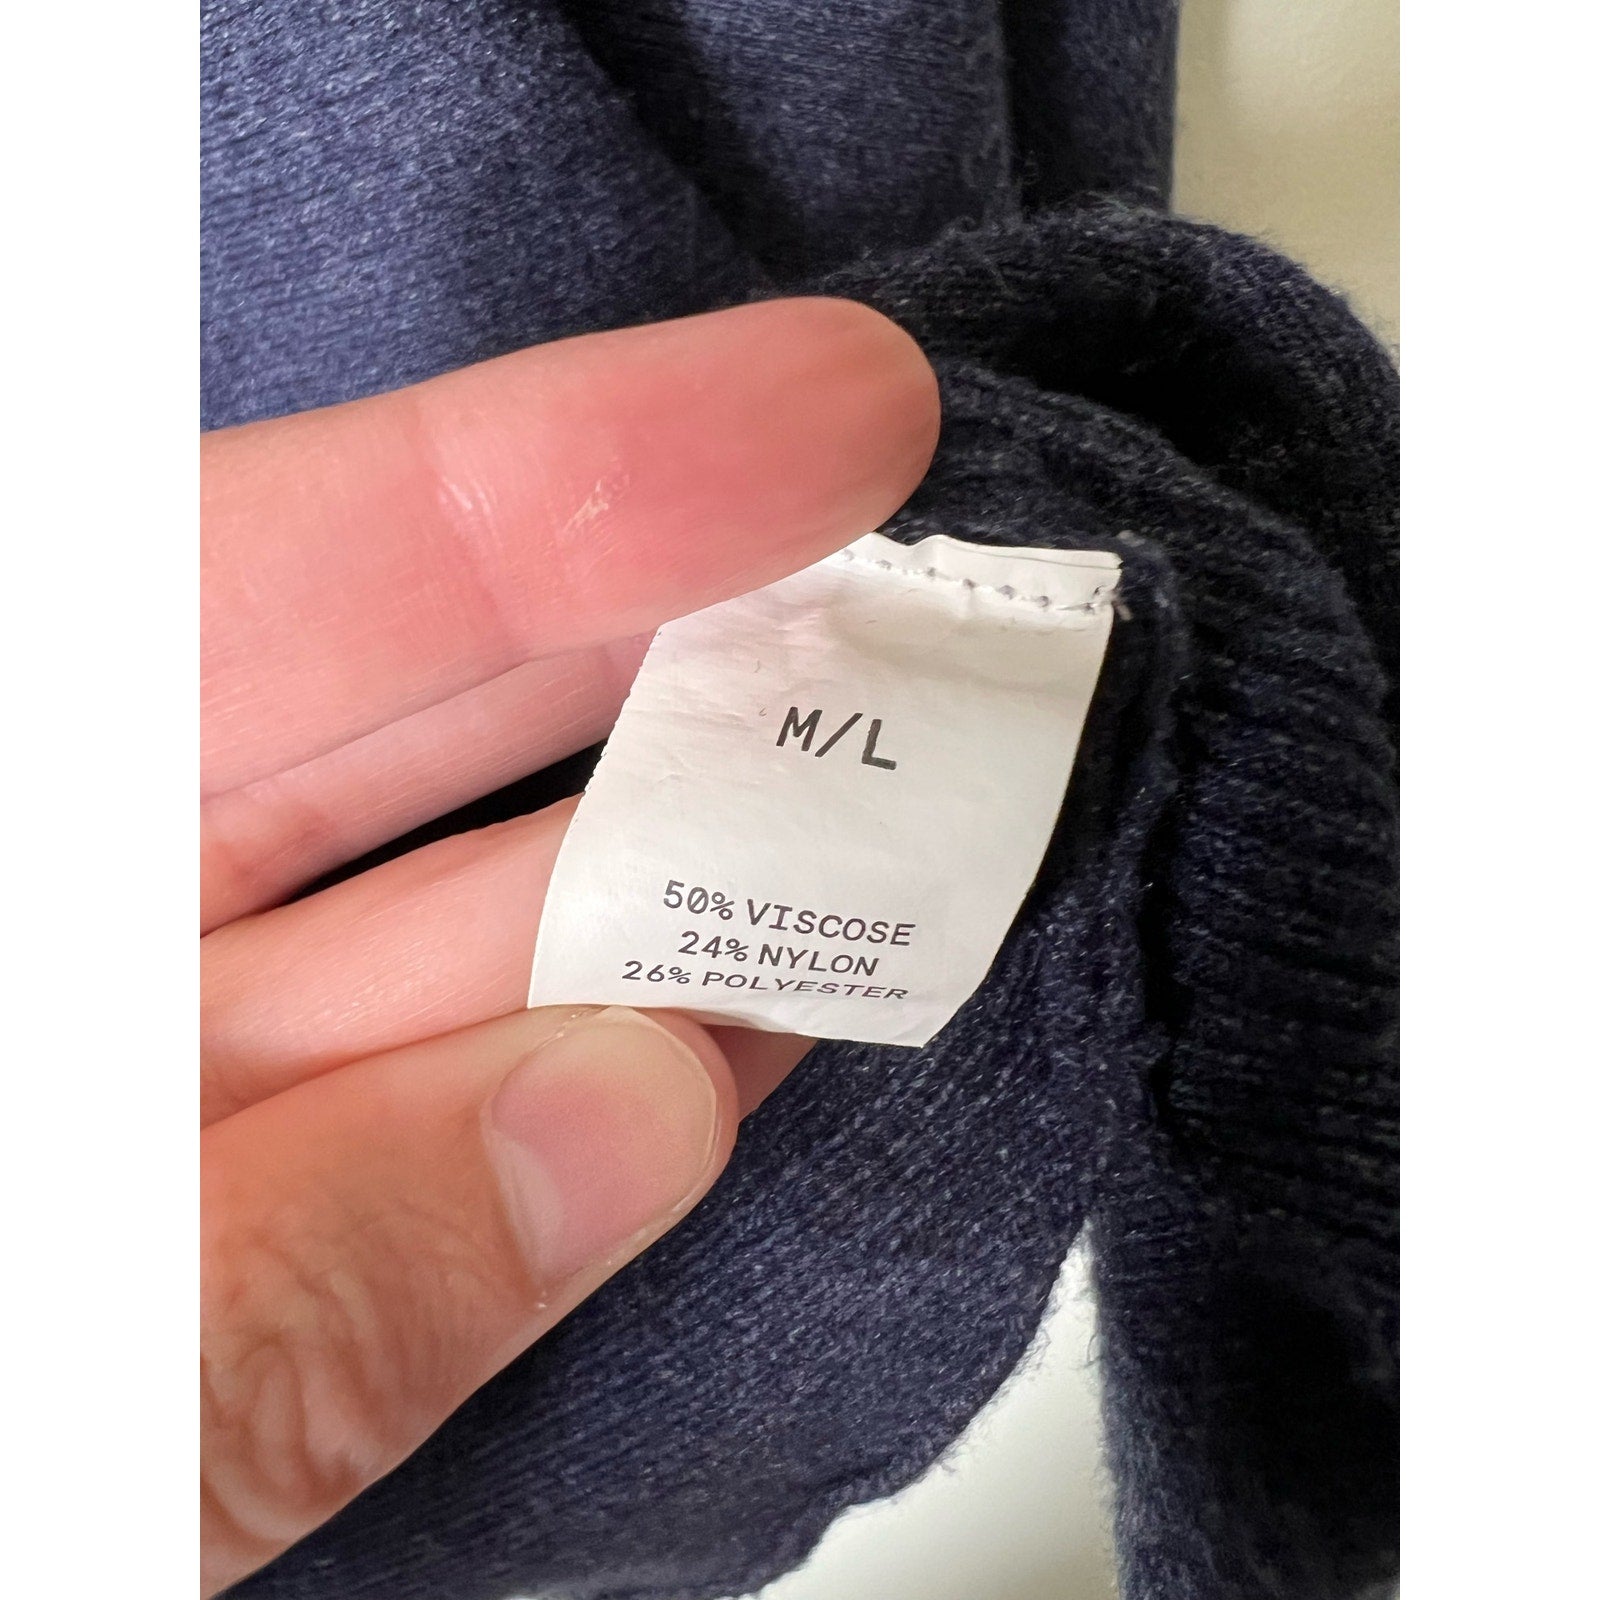 M/L
50% VISCOSE
24% NYLON
26% POLYESTER